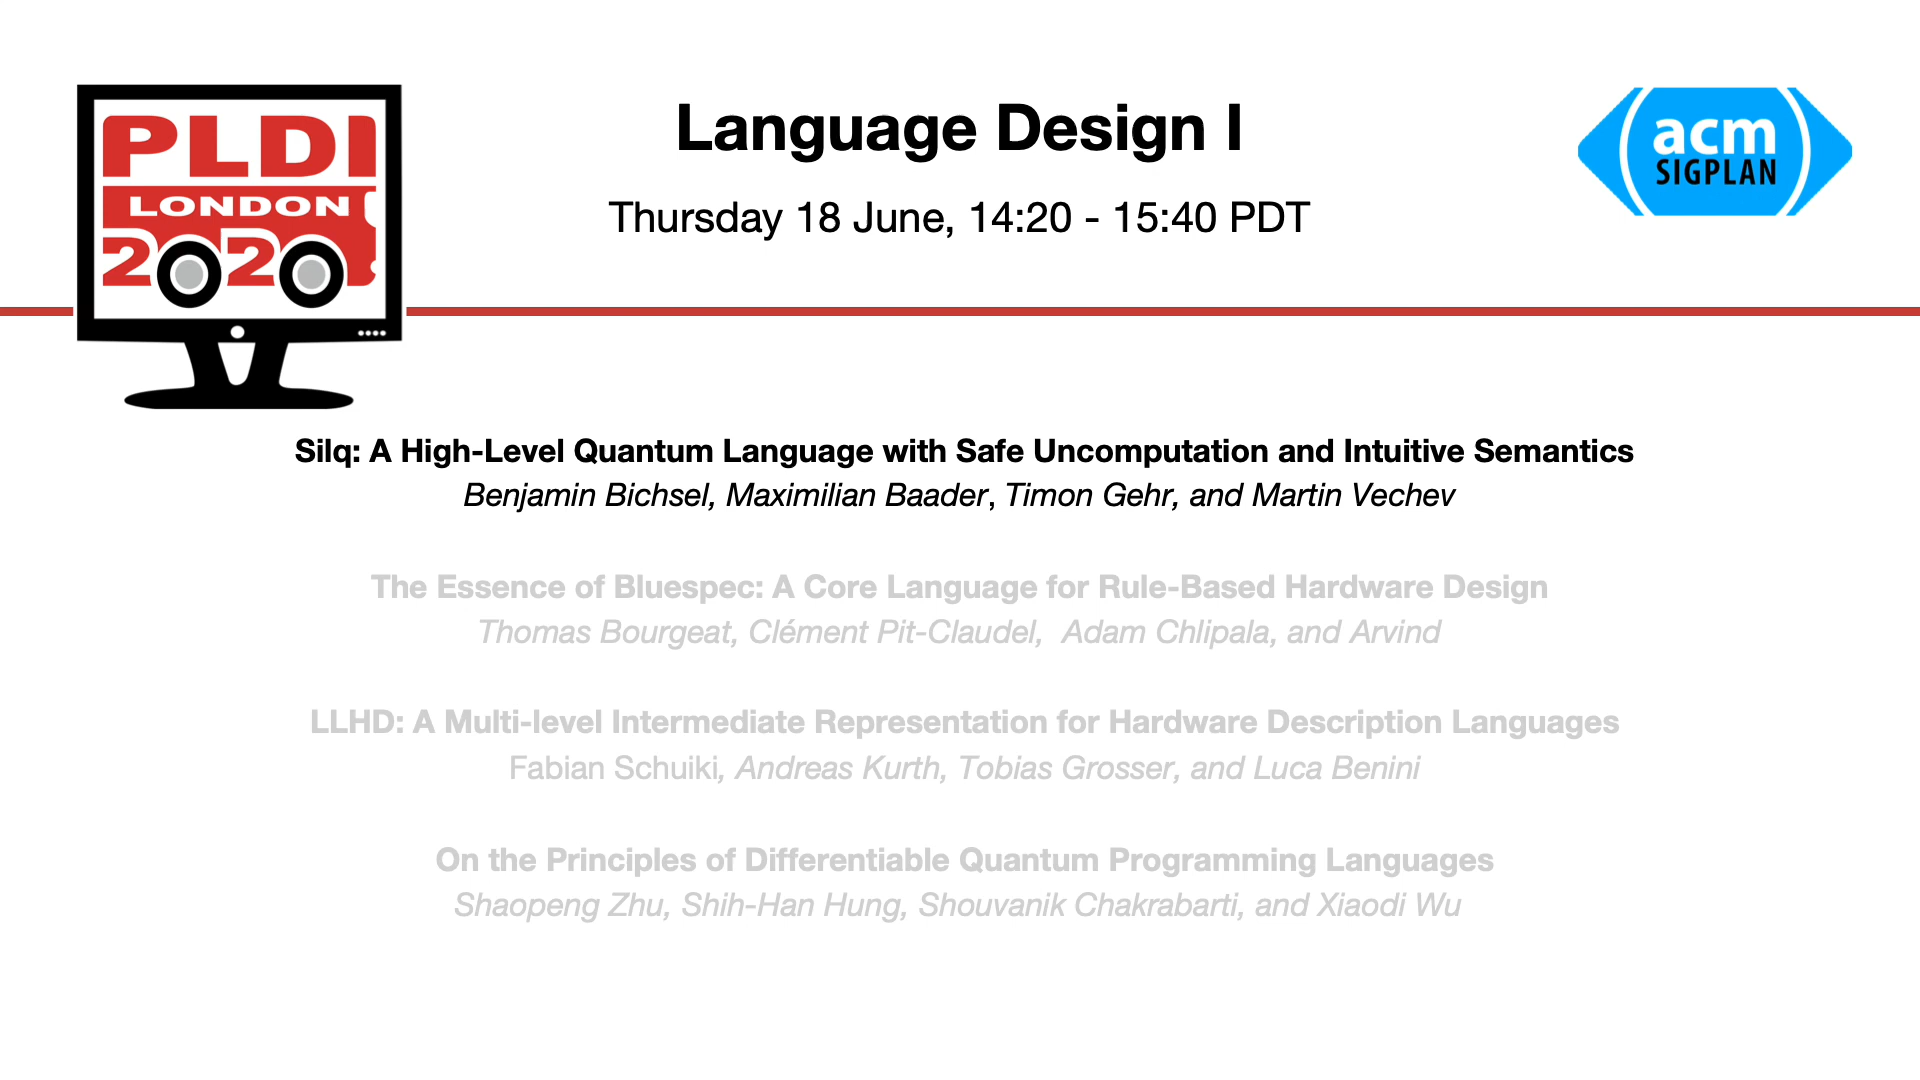 PLDI
LONDON
2020
Language Design I
Thursday 18 June, 14:20 - 15:40 PDT
acm
SIGPLAN
Silq: A High-Level Quantum Language with Safe Uncomputation and Intuitive Semantics
Benjamin Bichsel, Maximilian Baader, Timon Gehr, and Martin Vechev
The Essence of Bluespec: A Core Language for Rule-Based Hardware Design
Thomas Bourgeat, Clément Pit-Claudel, Adam Chlipala, and Arvind
LLHD: A Multi-level Intermediate Representation for Hardware Description Languages
Fabian Schuiki, Andreas Kurth, Tobias Grosser, and Luca Benini
On the Principles of Differentiable Quantum Programming Languages
Shaopeng Zhu, Shih-Han Hung, Shouvanik Chakrabarti, and Xiaodi Wu